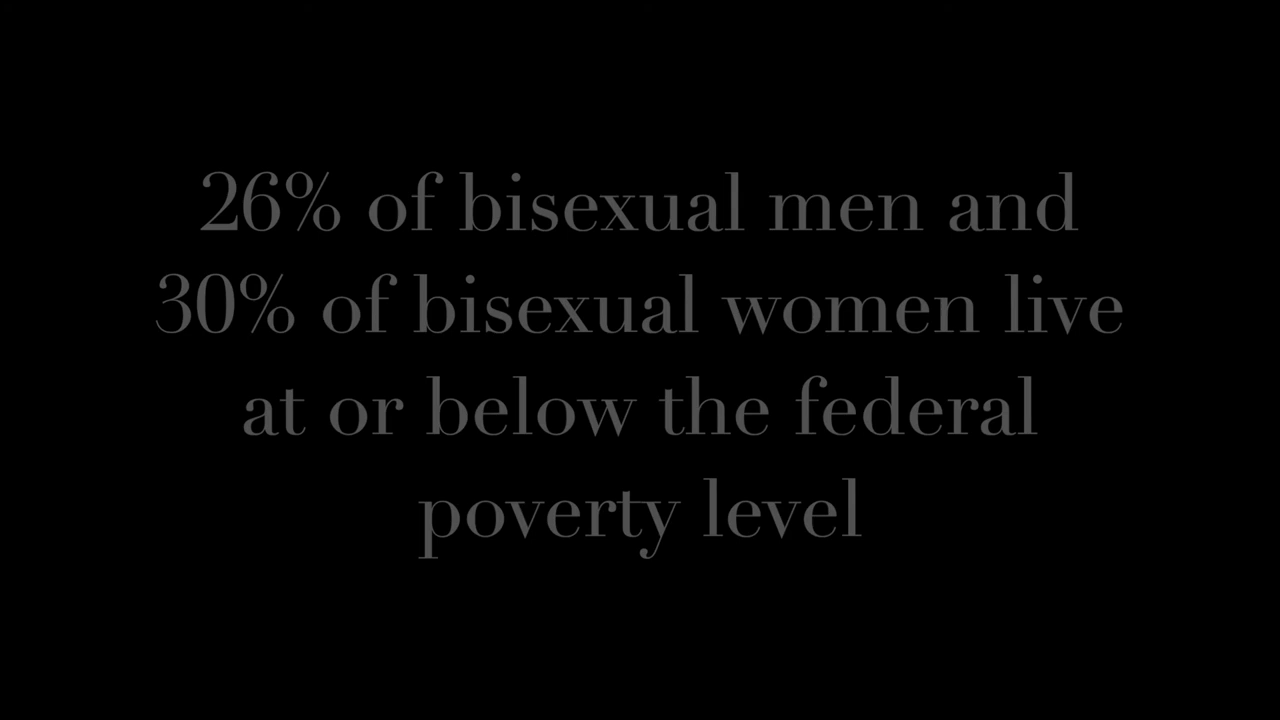 26% of bisexual men and
30% of bisexual women live
at or below the federal
poverty level